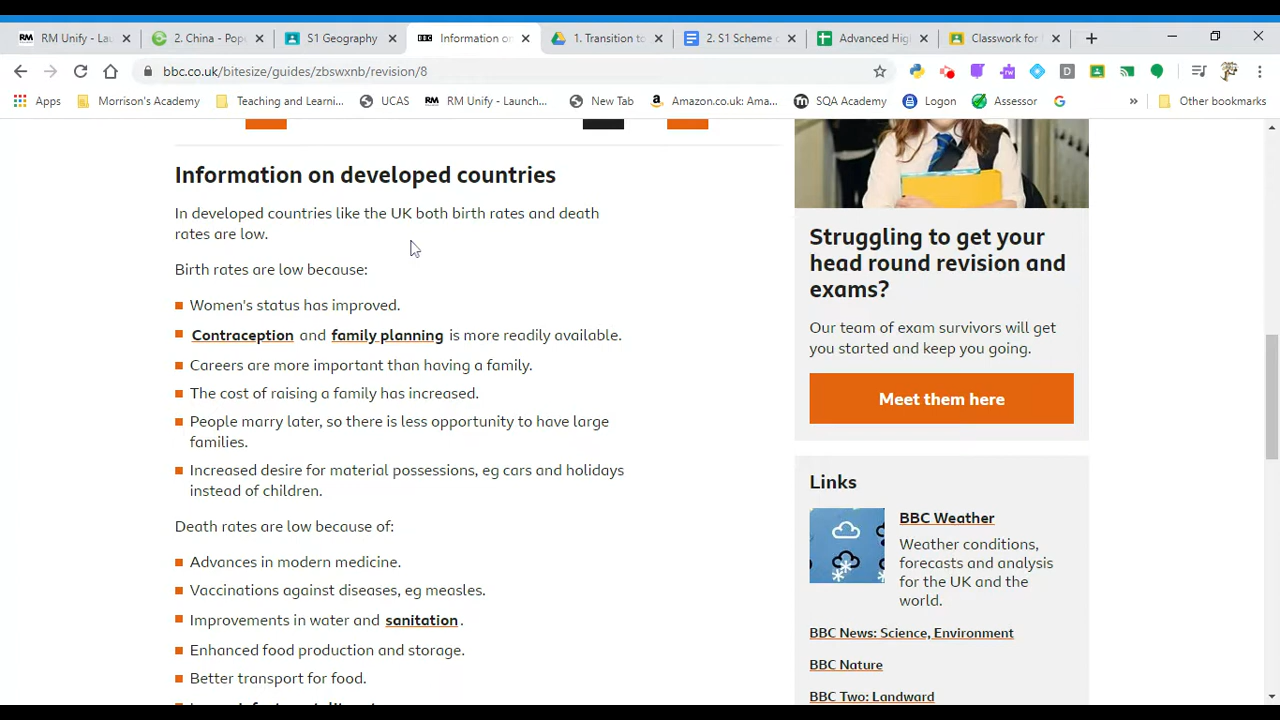 RM Unify - Lau
2. China - Pop
S1 Geography
Information on
1. Transition to
2. S1 Scheme o
Advanced High
Classwork for
bbc.co.uk/bitesize/guides/zbswxnb/revision/8
Apps
Morrison's Academy
Teaching and Learni...
UCAS
RM Unify - Launch...
New Tab
Amazon.co.uk: Ama...
SQA Academy
Logon
Assessor
»
Other bookmarks
Information on developed countries
In developed countries like the UK both birth rates and death
rates are low.
Birth rates are low because:
Women's status has improved.
Contraception and family planning is more readily available.
Careers are more important than having a family.
The cost of raising a family has increased.
People marry later, so there is less opportunity to have large
families.
Increased desire for material possessions, eg cars and holidays
instead of children.
Death rates are low because of:
Advances in modern medicine.
Vaccinations against diseases, eg measles.
Improvements in water and sanitation.
Enhanced food production and storage.
Better transport for food.
Struggling to get your
head round revision and
exams?
Our team of exam survivors will get
you started and keep you going.
Meet them here
Links
BBC Weather
Weather conditions,
forecasts and analysis
for the UK and the
world.
BBC News: Science, Environment
BBC Nature
BBC Two: Landward